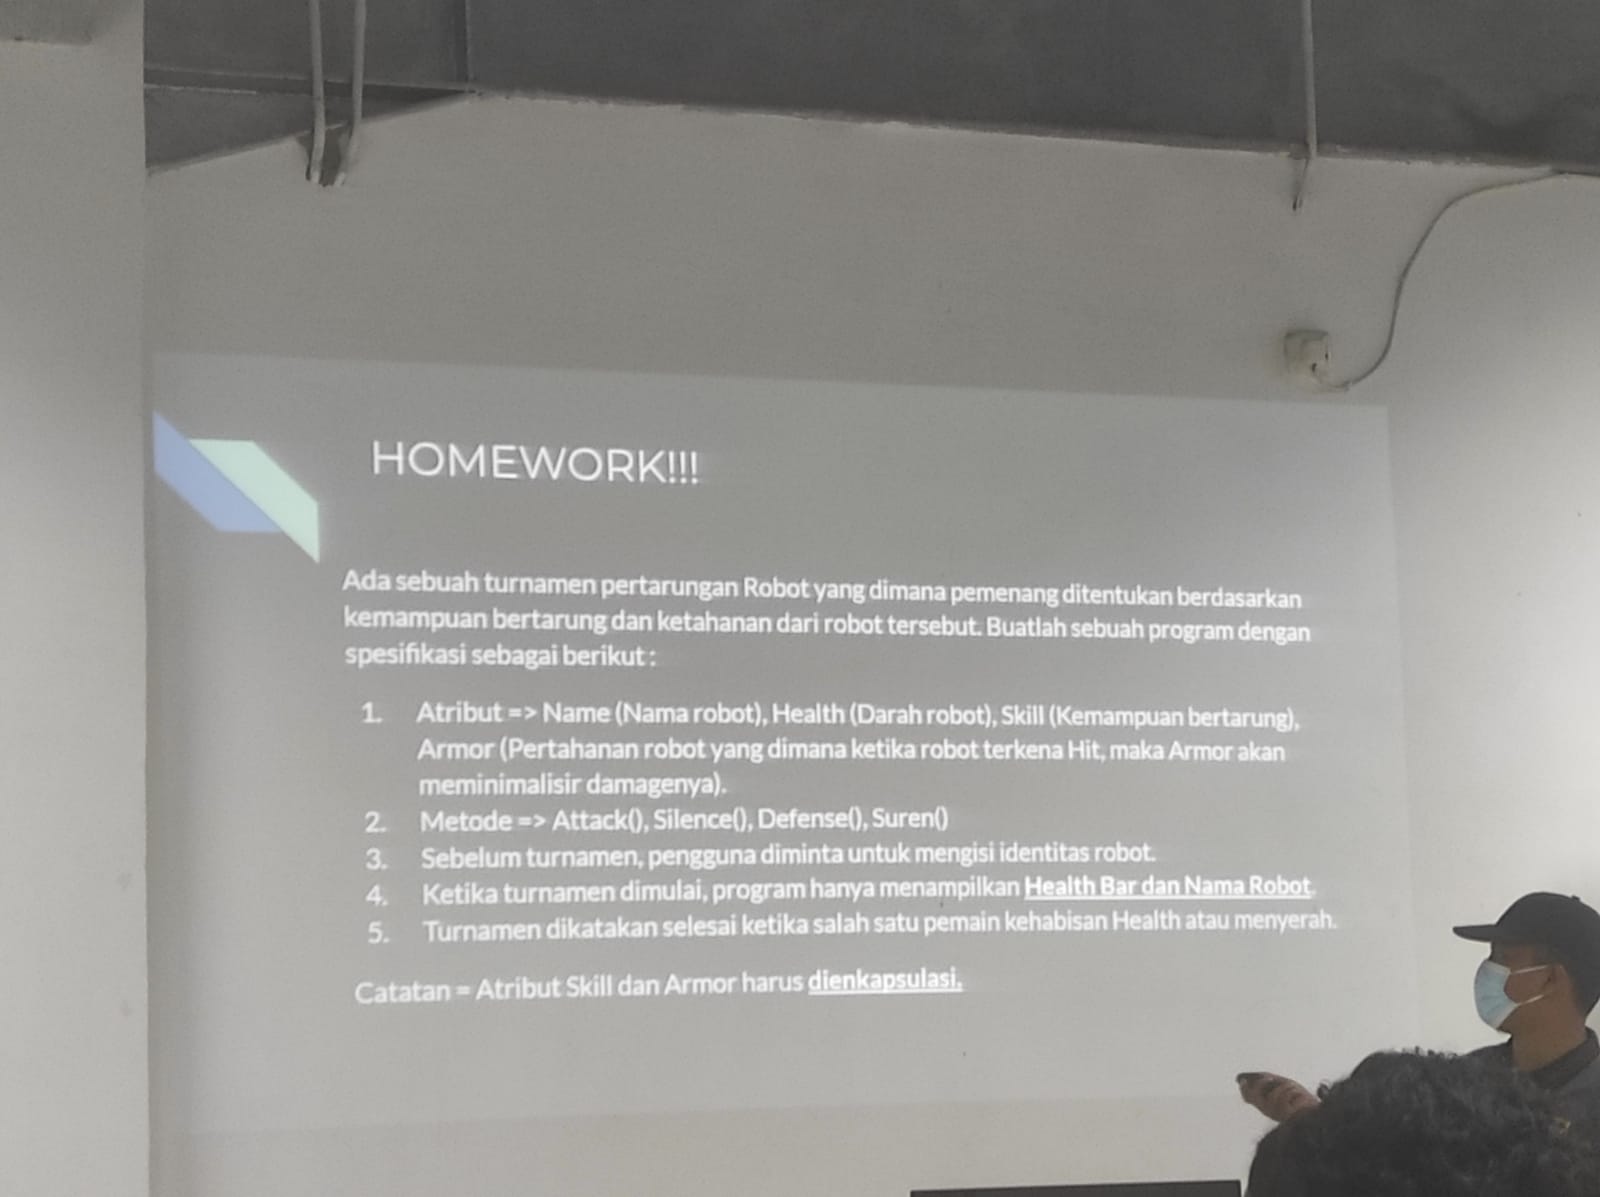 HOMEWORK!!!
Ada sebuah turnamen pertarungan Robot yang dimana pemenang ditentukan berdasarkan
kemampuan bertarung dan ketahanan dari robot tersebut. Buatlah sebuah program dengan
spesifikasi sebagai berikut :
1. Atribut => Name (Nama robot), Health (Darah robot), Skill (Kemampuan bertarung),
Armor (Pertahanan robot yang dimana ketika robot terkena Hit, maka Armor akan
meminimalisir damagenya).
2. Metode => Attack(), Silence(), Defense(), Suren()
3. Sebelum turnamen, pengguna diminta untuk mengisi identitas robot.
4. Ketika turnamen dimulai, program hanya menampilkan Health Bar dan Nama Robot.
5. Turnamen dikatakan selesai ketika salah satu pemain kehabisan Health atau menyerah.
Catatan = Atribut Skill dan Armor harus dienkapsulasi.